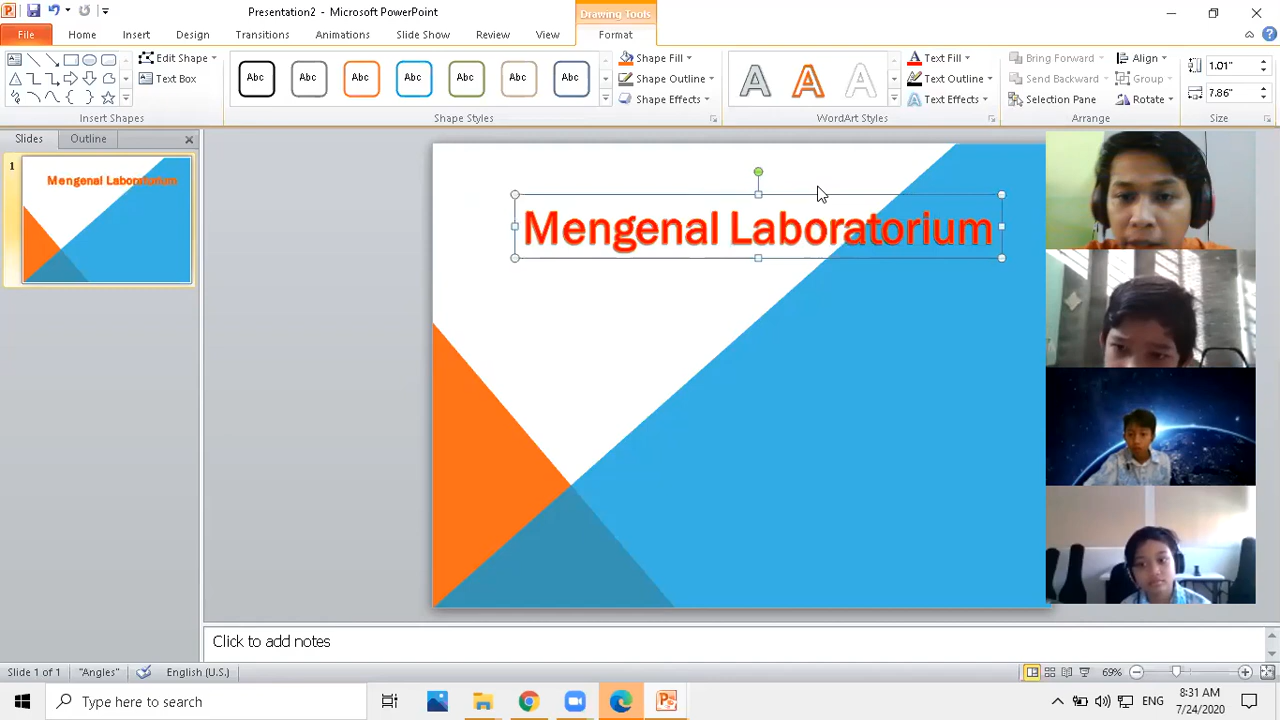 Presentation2 - Microsoft PowerPoint
Drawing Tools
File Home Insert Design Transitions Animations Slide Show Review View Format
Edit Shape
Text Box
Insert Shapes
Abc Abc Abc Abc Abc Abc Abc
Shape Fill
Shape Outline
Shape Effects
Shape Styles
A A A
WordArt Styles
Text Fill
Text Outline
Text Effects
Bring Forward
Send Backward
Selection Pane
Align
Group
Rotate
Arrange
1.01"
7.86"
Size
Slides Outline
1
Mengenal Laboratorium
Mengenal Laboratorium
Click to add notes
Slide 1 of 1 "Angles" English (U.S.) 69%
Type here to search
ENG
8:31 AM
7/24/2020